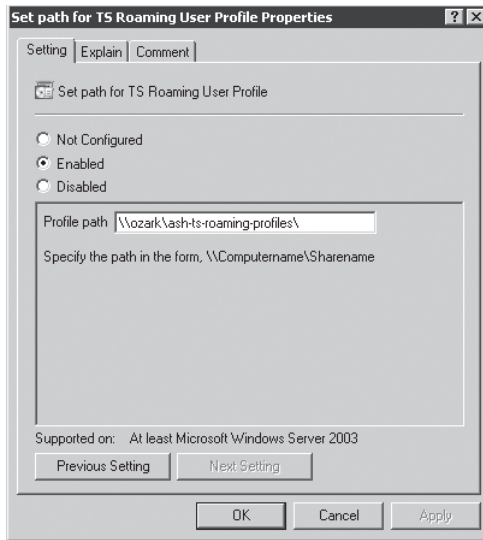 Set path for TS Roaming User Profile Properties
Setting
Explain
Comment
Set path for TS Roaming User Profile
Not Configured
Enabled
Disabled
Profile path \\ozark\ash-ts-roaming-profiles\
Specify the path in the form, \\Computername\Sharename
Supported on: At least Microsoft Windows Server 2003
Previous Setting
Next Setting
OK
Cancel
Apply